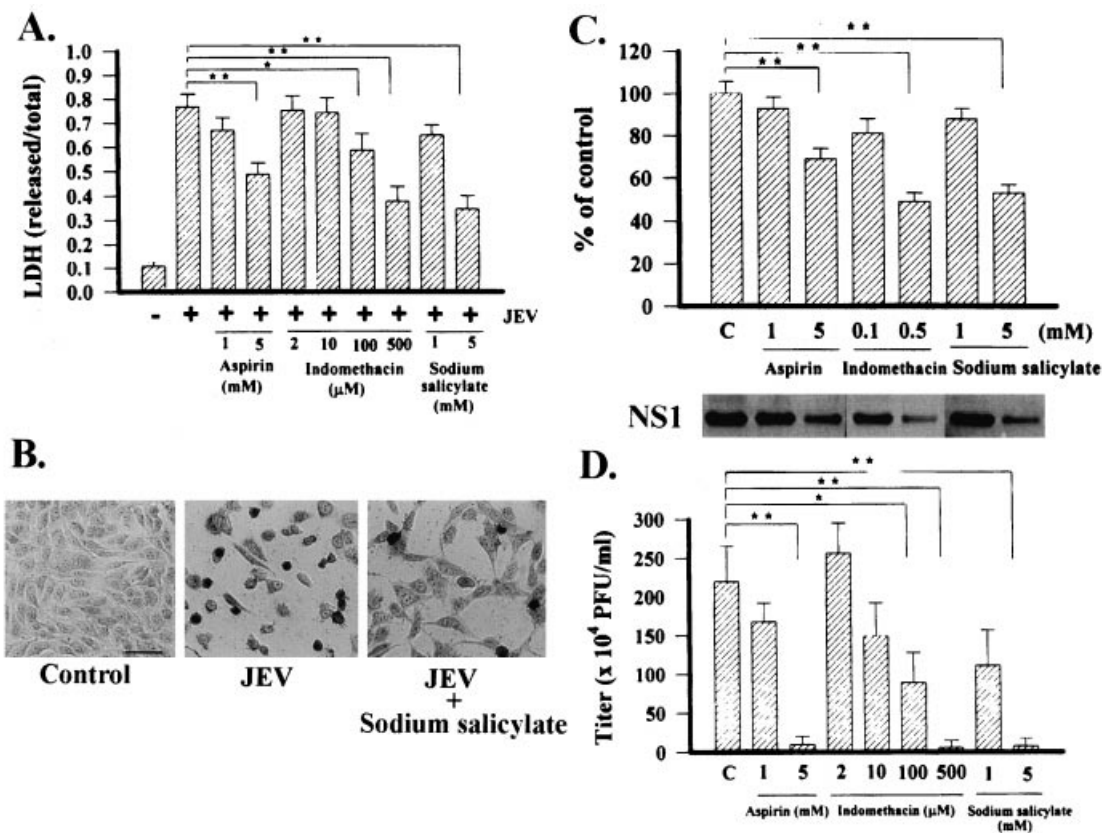 A.
LDH (released/total)
1.0
0.9
0.8
0.7
0.6
0.5
0.4
0.3
0.2
0.1
0.0
** 
**
*
**
- + + + + + + + + + JEV
1 5 2 10 100 500 1 5
Aspirin (mM)
Indomethacin (μM)
Sodium salicylate (mM)
B.
Control
JEV
JEV
+
Sodium salicylate
C.
% of control
120
100
80
60
40
20
0
**
**
**
C 1 5 0.1 0.5 1 5 (mM)
Aspirin Indomethacin Sodium salicylate
NS1
D.
Titer (x 10⁴ PFU/ml)
300
250
200
150
100
50
0
**
**
*
**
C 1 5 2 10 100 500 1 5
Aspirin (mM) Indomethacin (μM) Sodium salicylate
(mM)